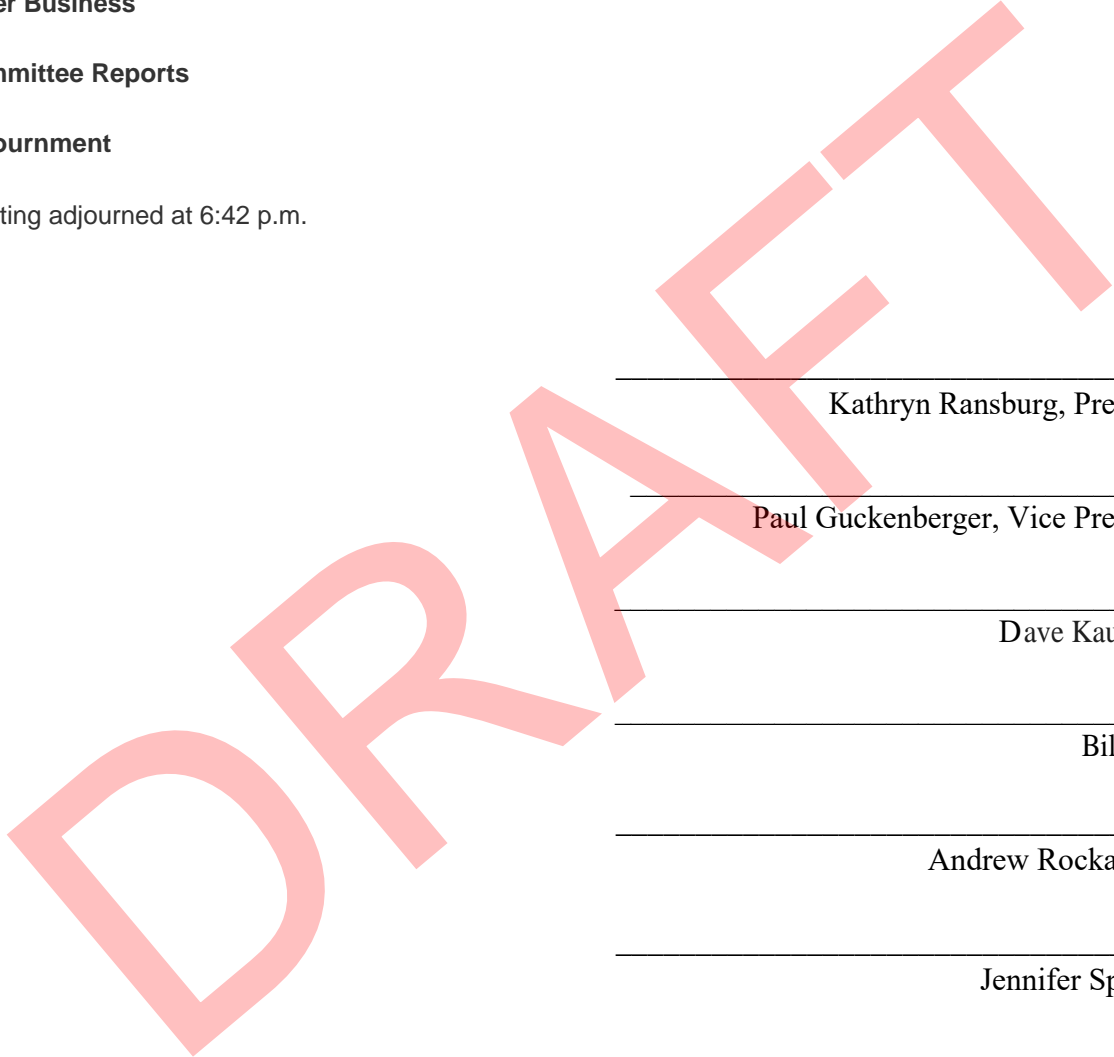 er Business
mmittee Reports
ournment
ting adjourned at 6:42 p.m.
Kathryn Ransburg, Pre
Paul Guckenberger, Vice Pre
Dave Kau
Bil
Andrew Rocka
Jennifer Sp
DRAFT